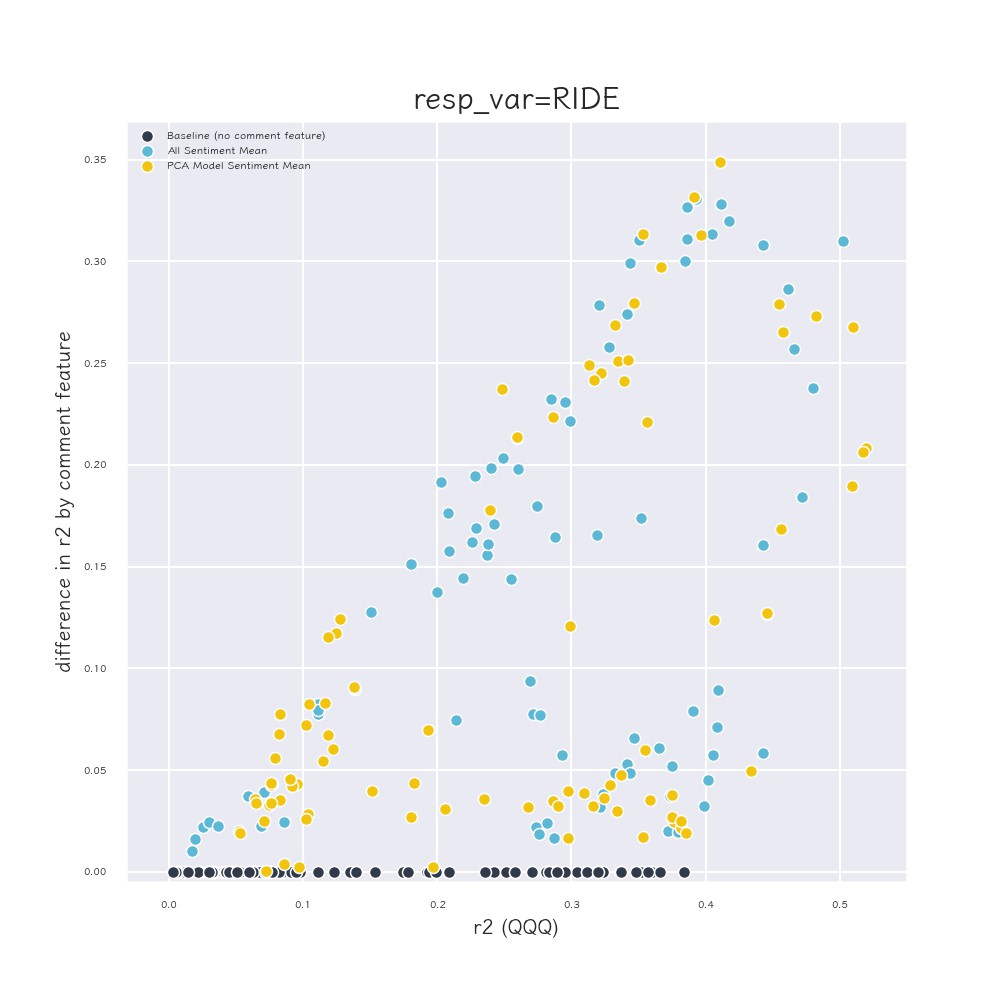 resp_var=RIDE
Baseline (no comment feature)
All Sentiment Mean
PCA Model Sentiment Mean
difference in r2 by comment feature
0.35
0.30
0.25
0.20
0.15
0.10
0.05
0.00
0.0 0.1 0.2 0.3 0.4 0.5
r2 (QQQ)